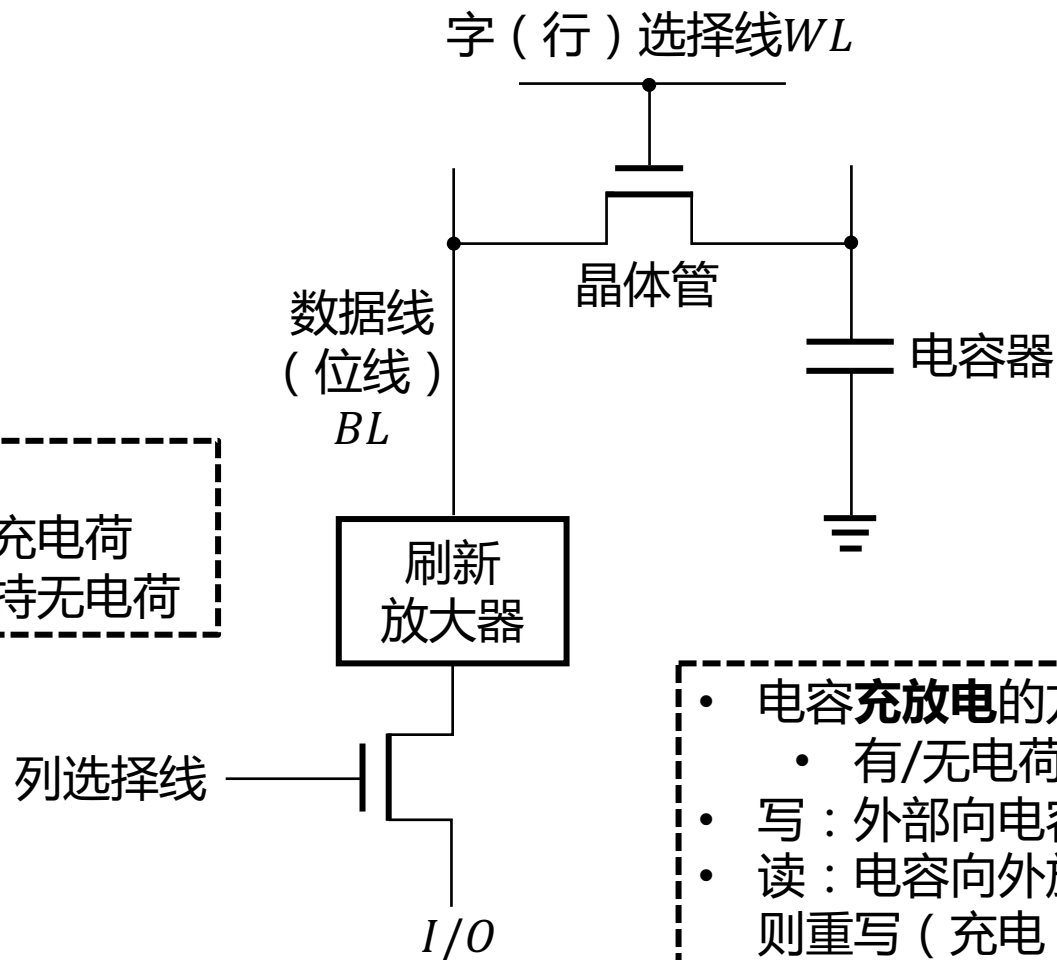 字（行）选择线WL
晶体管
数据线
（位线）
BL
电容器
充电荷
持无电荷
刷新
放大器
列选择线
I/O
• 电容充放电的
• 有/无电荷
• 写：外部向电容
• 读：电容向外放
则重写（充电